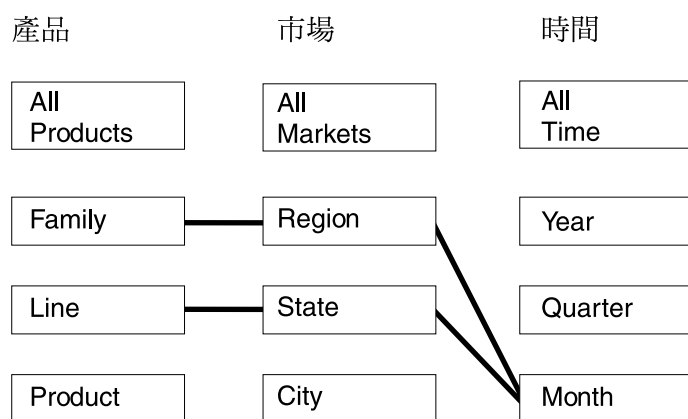 產品 市場 時間
All Products
All Markets
All Time
Family Region Year
Line State Quarter
Product City Month